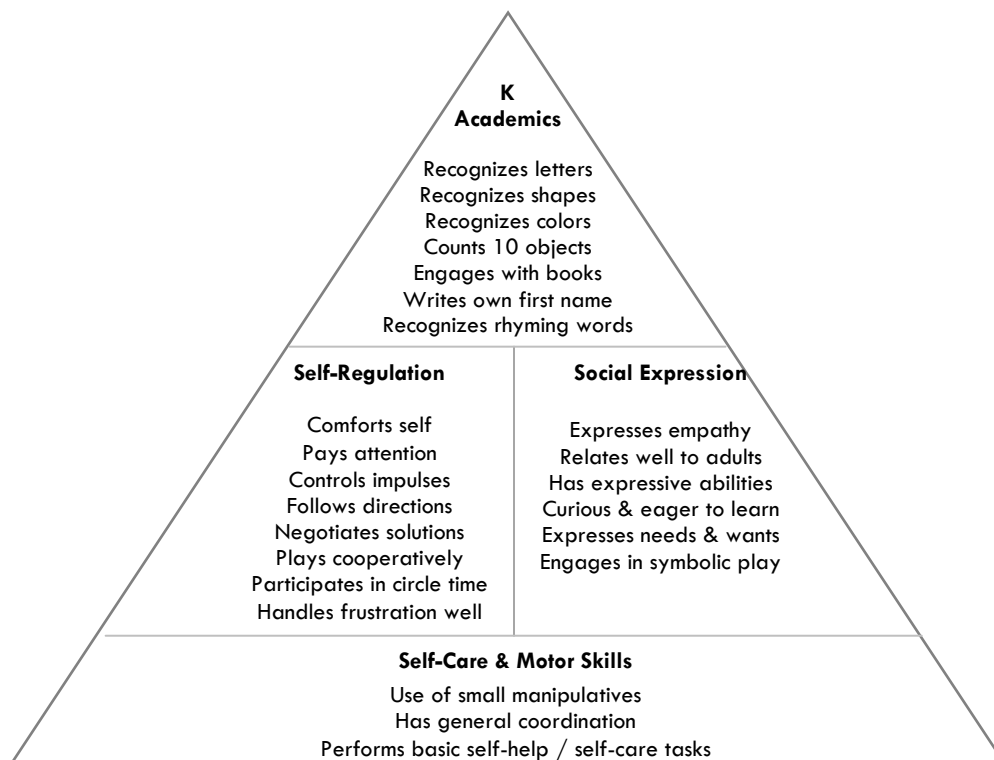 K
Academics
Recognizes letters
Recognizes shapes
Recognizes colors
Counts 10 objects
Engages with books
Writes own first name
Recognizes rhyming words
Self-Regulation
Comforts self
Pays attention
Controls impulses
Follows directions
Negotiates solutions
Plays cooperatively
Participates in circle time
Handles frustration well
Social Expression
Expresses empathy
Relates well to adults
Has expressive abilities
Curious & eager to learn
Expresses needs & wants
Engages in symbolic play
Self-Care & Motor Skills
Use of small manipulatives
Has general coordination
Performs basic self-help / self-care tasks